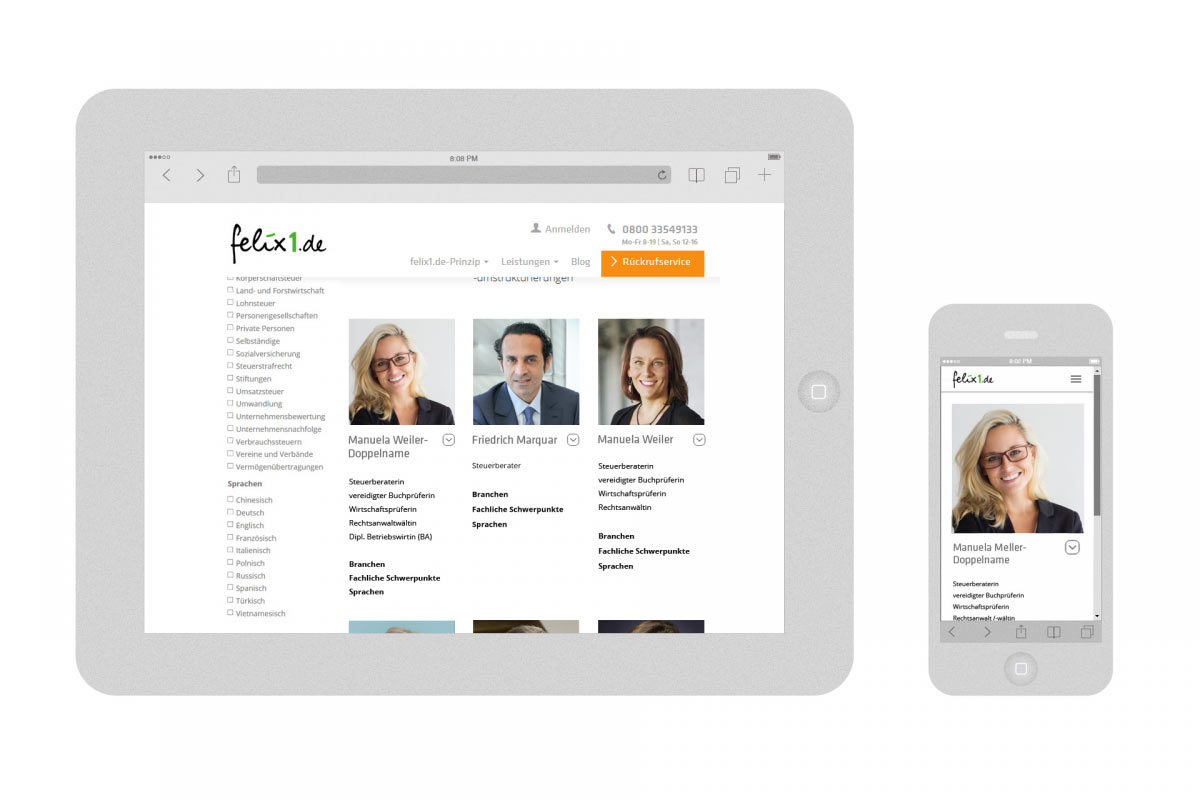 8:08 PM
felix1.de
Anmelden
0800 33549133
Mo-Fr 8-19 | Sa, So 12-16
felix1.de-Prinzip
Leistungen
Blog
Rückrufservice
Körperschaftsteuer
Land- und Forstwirtschaft
Lohnsteuer
Personengesellschaften
Private Personen
Selbständige
Sozialversicherung
Steuerstrafrecht
Stiftungen
Umsatzsteuer
Umwandlung
Unternehmensbewertung
Unternehmensnachfolge
Verbrauchssteuern
Vereine und Verbände
Vermögenübertragungen
Sprachen
Chinesisch
Deutsch
Englisch
Französisch
Italienisch
Polnisch
Russisch
Spanisch
Türkisch
Vietnamesisch
-umstrukturierungen
Manuela Weiler-
Doppelname
Steuerberaterin
vereidigter Buchprüferin
Wirtschaftsprüferin
Rechtsanwaltwältin
Dipl. Betriebswirtin (BA)
Branchen
Fachliche Schwerpunkte
Sprachen
Friedrich Marquar
Steuerberater
Branchen
Fachliche Schwerpunkte
Sprachen
Manuela Weiler
Steuerberaterin
vereidigter Buchprüferin
Wirtschaftsprüferin
Rechtsanwältin
Branchen
Fachliche Schwerpunkte
Sprachen
8:02 PM
felix1.de
Manuela Meller-
Doppelname
Steuerberaterin
vereidigter Buchprüferin
Wirtschaftsprüferin
Rechtsanwalt /-wältin